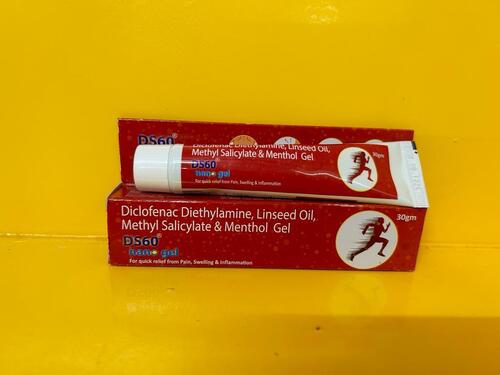 DS60®
Diclofenac Diethylamine, Linseed Oil,
Methyl Salicylate & Menthol Gel
30gm
DS60
nano gel
For quick relief from Pain, Swelling & Inflammation
Diclofenac Diethylamine, Linseed Oil,
Methyl Salicylate & Menthol Gel
30gm
DS60®
nano gel
For quick relief from Pain, Swelling & Inflammation